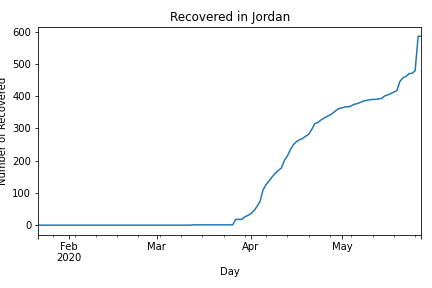 Recovered in Jordan
Number of Recovered
600
500
400
300
200
100
0
Feb
2020
Mar
Apr
May
Day